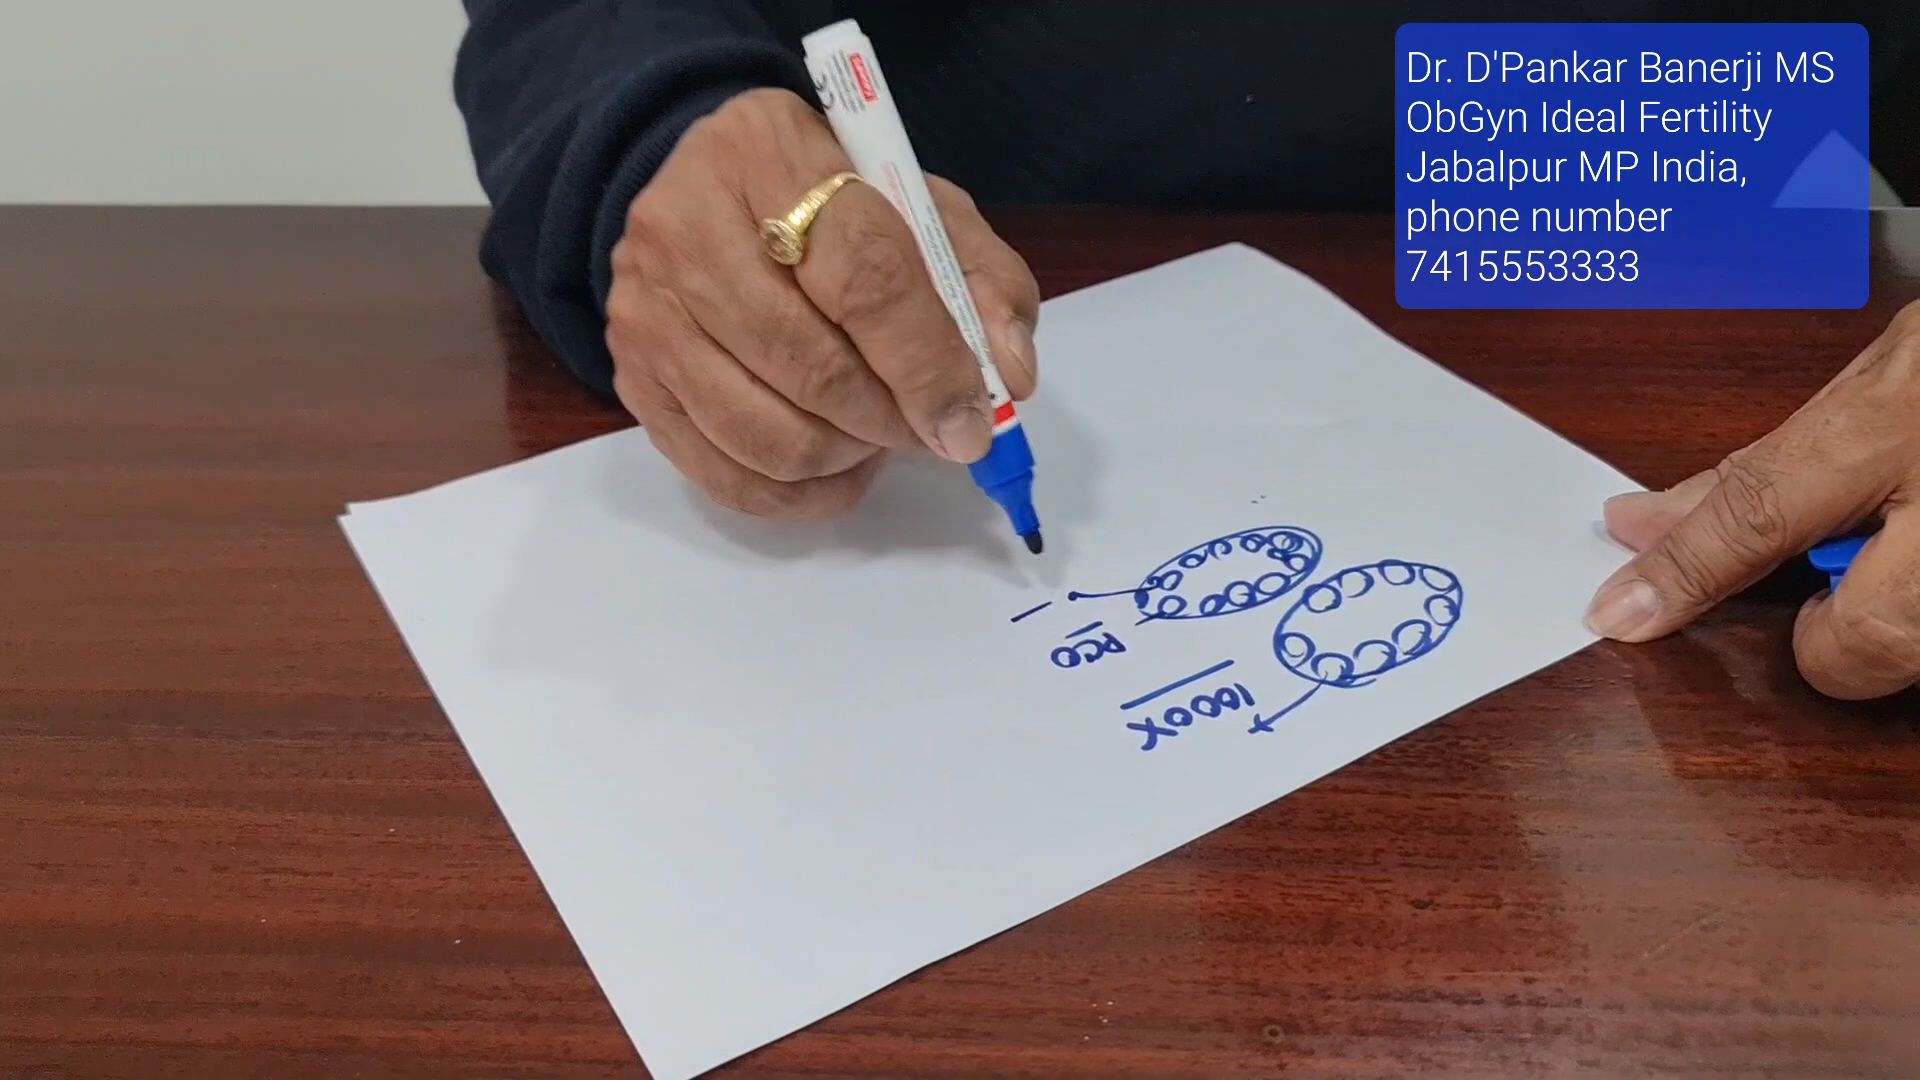 Dr. D'Pankar Banerji MS
ObGyn Ideal Fertility
Jabalpur MP India,
phone number
7415553333
PCO
1000X